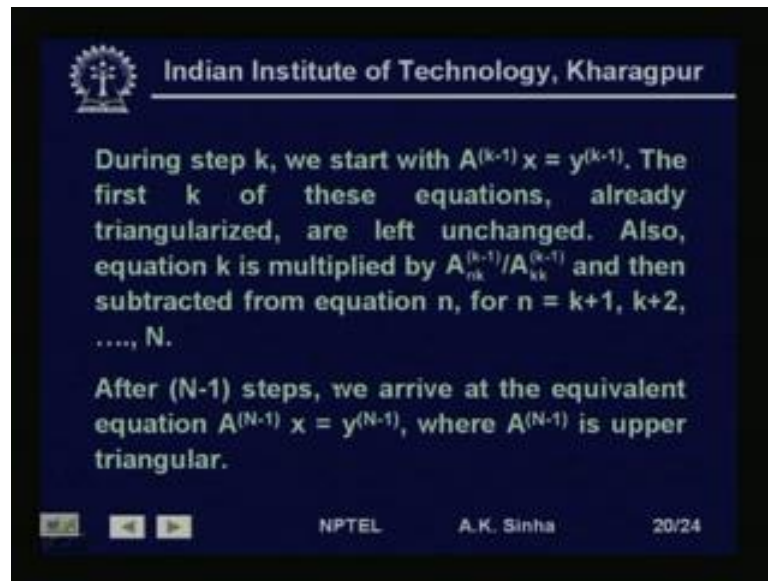 Indian Institute of Technology, Kharagpur
During step k, we start with A⁽ᵏ⁻¹⁾ x = y⁽ᵏ⁻¹⁾. The
first k of these equations, already
triangularized, are left unchanged. Also,
equation k is multiplied by Aₙₖ⁽ᵏ⁻¹⁾/Aₖₖ⁽ᵏ⁻¹⁾ and then
subtracted from equation n, for n = k+1, k+2,
...., N.
After (N-1) steps, we arrive at the equivalent
equation A⁽ᴺ⁻¹⁾ x = y⁽ᴺ⁻¹⁾, where A⁽ᴺ⁻¹⁾ is upper
triangular.
NPTEL A.K. Sinha 20/24